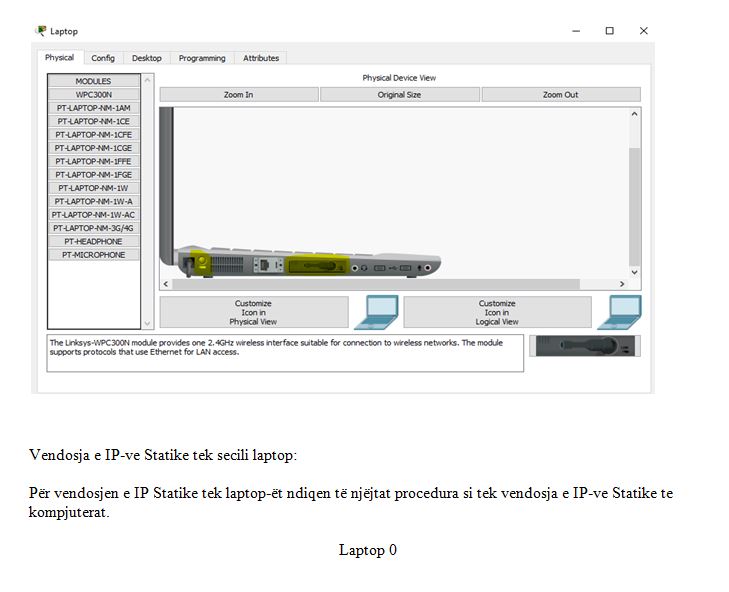 Laptop
Physical Config Desktop Programming Attributes
MODULES
WPC300N
PT-LAPTOP-NM-1AM
PT-LAPTOP-NM-1CE
PT-LAPTOP-NM-1CFE
PT-LAPTOP-NM-1CGE
PT-LAPTOP-NM-1FFE
PT-LAPTOP-NM-1FGE
PT-LAPTOP-NM-1W
PT-LAPTOP-NM-1W-A
PT-LAPTOP-NM-1W-AC
PT-LAPTOP-NM-3G/4G
PT-HEADPHONE
PT-MICROPHONE
Physical Device View
Zoom In Original Size Zoom Out
Customize
Icon in
Physical View
Customize
Icon in
Logical View
The Linksys-WPC300N module provides one 2.4GHz wireless interface suitable for connection to wireless networks. The module
supports protocols that use Ethernet for LAN access.
Vendosja e IP-ve Statike tek secili laptop:
Për vendosjen e IP Statike tek laptop-ët ndiqen të njëjtat procedura si tek vendosja e IP-ve Statike te
kompjuterat.
Laptop 0